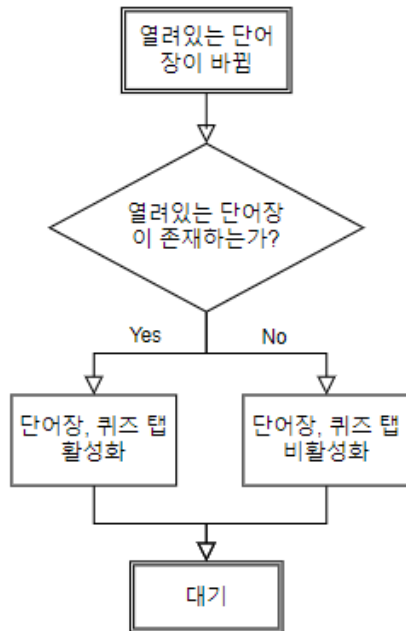 열려있는 단어
장이 바뀜
열려있는 단어장
이 존재하는가?
Yes
No
단어장, 퀴즈 탭
활성화
단어장, 퀴즈 탭
비활성화
대기